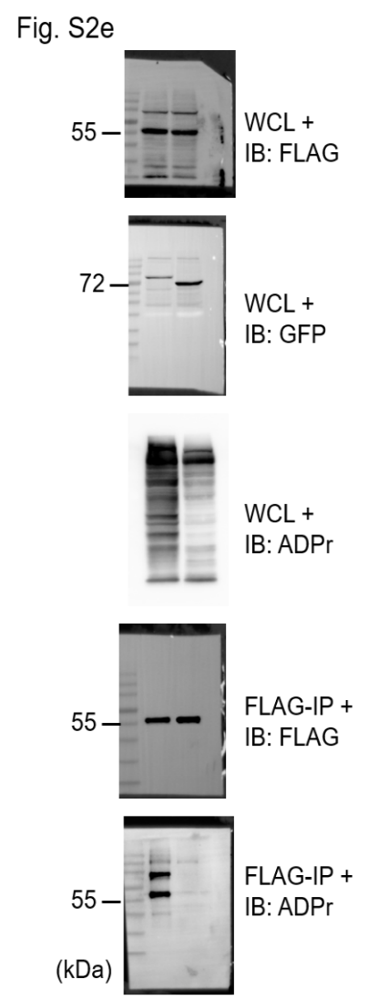 Fig. S2e
55
WCL +
IB: FLAG
72
WCL +
IB: GFP
WCL +
IB: ADPr
55
FLAG-IP +
IB: FLAG
55
FLAG-IP +
IB: ADPr
(kDa)